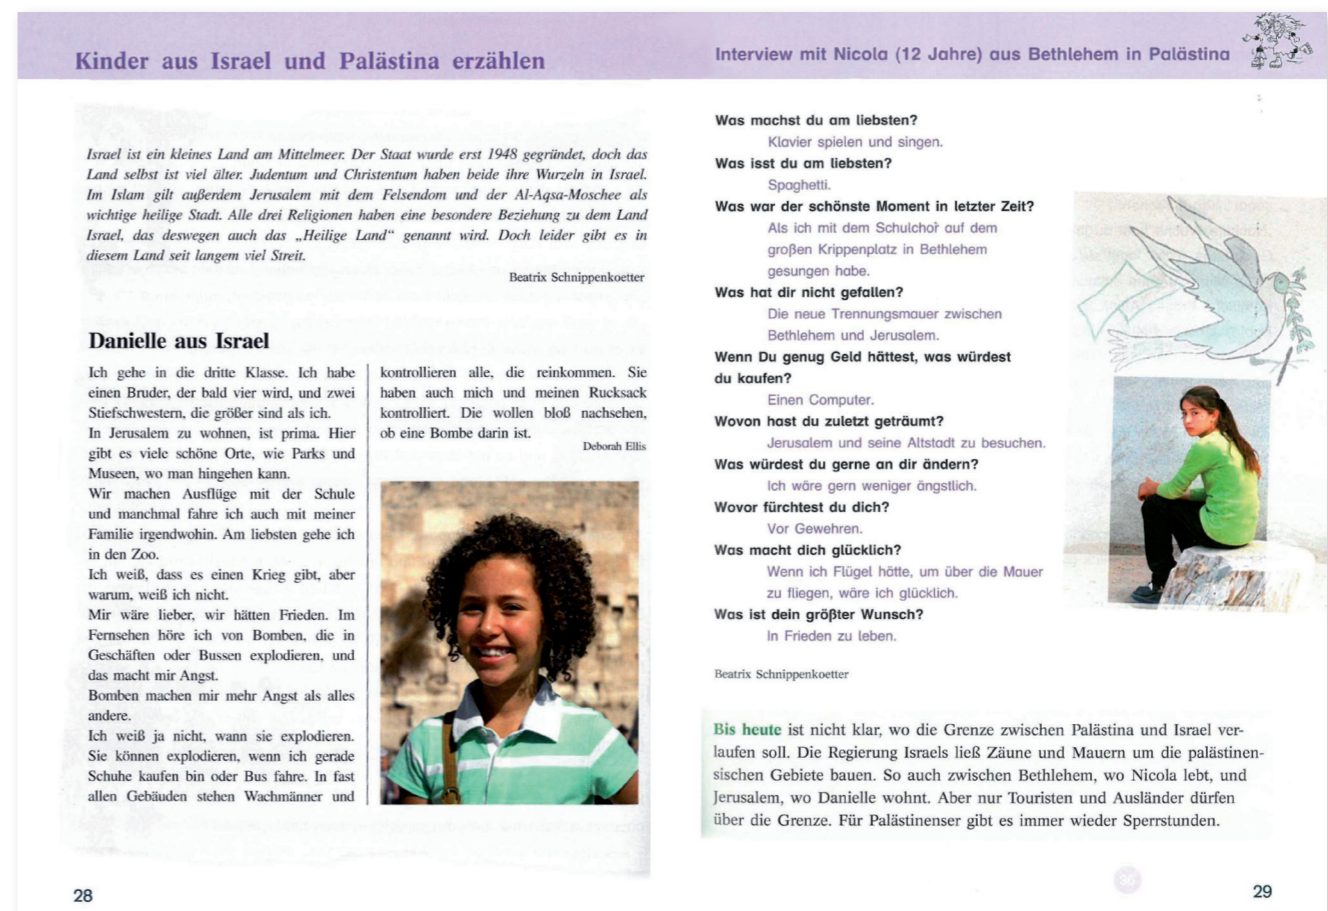 Kinder aus Israel und Palästina erzählen
Israel ist ein kleines Land am Mittelmeer. Der Staat wurde erst 1948 gegründet, doch das
Land selbst ist viel älter. Judentum und Christentum haben beide ihre Wurzeln in Israel.
Im Islam gilt außerdem Jerusalem mit dem Felsendom und der Al-Aqsa-Moschee als
wichtige heilige Stadt. Alle drei Religionen haben eine besondere Beziehung zu dem Land
Israel, das deswegen auch das „Heilige Land“ genannt wird. Doch leider gibt es in
diesem Land seit langem viel Streit.
Beatrix Schnippenkoetter
Danielle aus Israel
Ich gehe in die dritte Klasse. Ich habe
einen Bruder, der bald vier wird, und zwei
Stiefschwestern, die größer sind als ich.
In Jerusalem zu wohnen, ist prima. Hier
gibt es viele schöne Orte, wie Parks und
Museen, wo man hingehen kann.
Wir machen Ausflüge mit der Schule
und manchmal fahre ich auch mit meiner
Familie irgendwohin. Am liebsten gehe ich
in den Zoo.
Ich weiß, dass es einen Krieg gibt, aber
warum, weiß ich nicht.
Mir wäre lieber, wir hätten Frieden. Im
Fernsehen höre ich von Bomben, die in
Geschäften oder Bussen explodieren, und
das macht mir Angst.
Bomben machen mir mehr Angst als alles
andere.
Ich weiß ja nicht, wann sie explodieren.
Sie können explodieren, wenn ich gerade
Schuhe kaufen bin oder Bus fahre. In fast
allen Gebäuden stehen Wachmänner und
kontrollieren alle, die reinkommen. Sie
haben auch mich und meinen Rucksack
kontrolliert. Die wollen bloß nachsehen,
ob eine Bombe darin ist.
Deborah Ellis
28
Interview mit Nicola (12 Jahre) aus Bethlehem in Palästina
Was machst du am liebsten?
Klavier spielen und singen.
Was isst du am liebsten?
Spaghetti.
Was war der schönste Moment in letzter Zeit?
Als ich mit dem Schulchor auf dem
großen Krippenplatz in Bethlehem
gesungen habe.
Was hat dir nicht gefallen?
Die neue Trennungsmauer zwischen
Bethlehem und Jerusalem.
Wenn Du genug Geld hättest, was würdest
du kaufen?
Einen Computer.
Wovon hast du zuletzt geträumt?
Jerusalem und seine Altstadt zu besuchen.
Was würdest du gerne an dir ändern?
Ich wäre gern weniger ängstlich.
Wovor fürchtest du dich?
Vor Gewehren.
Was macht dich glücklich?
Wenn ich Flügel hätte, um über die Mauer
zu fliegen, wäre ich glücklich.
Was ist dein größter Wunsch?
In Frieden zu leben.
Beatrix Schnippenkoetter
Bis heute ist nicht klar, wo die Grenze zwischen Palästina und Israel ver-
laufen soll. Die Regierung Israels ließ Zäune und Mauern um die palästinen-
sischen Gebiete bauen. So auch zwischen Bethlehem, wo Nicola lebt, und
Jerusalem, wo Danielle wohnt. Aber nur Touristen und Ausländer dürfen
über die Grenze. Für Palästinenser gibt es immer wieder Sperrstunden.
29